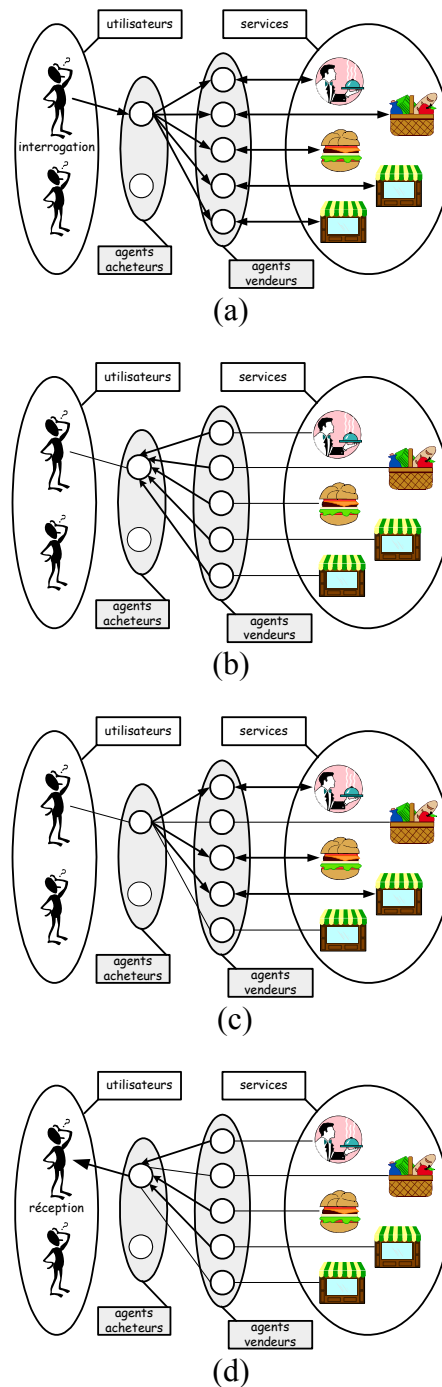 utilisateurs
services
?
interrogation
?
agents
acheteurs
agents
vendeurs
(a)
utilisateurs
services
?
?
agents
acheteurs
agents
vendeurs
(b)
utilisateurs
services
?
?
agents
acheteurs
agents
vendeurs
(c)
utilisateurs
services
?
réception
?
agents
acheteurs
agents
vendeurs
(d)